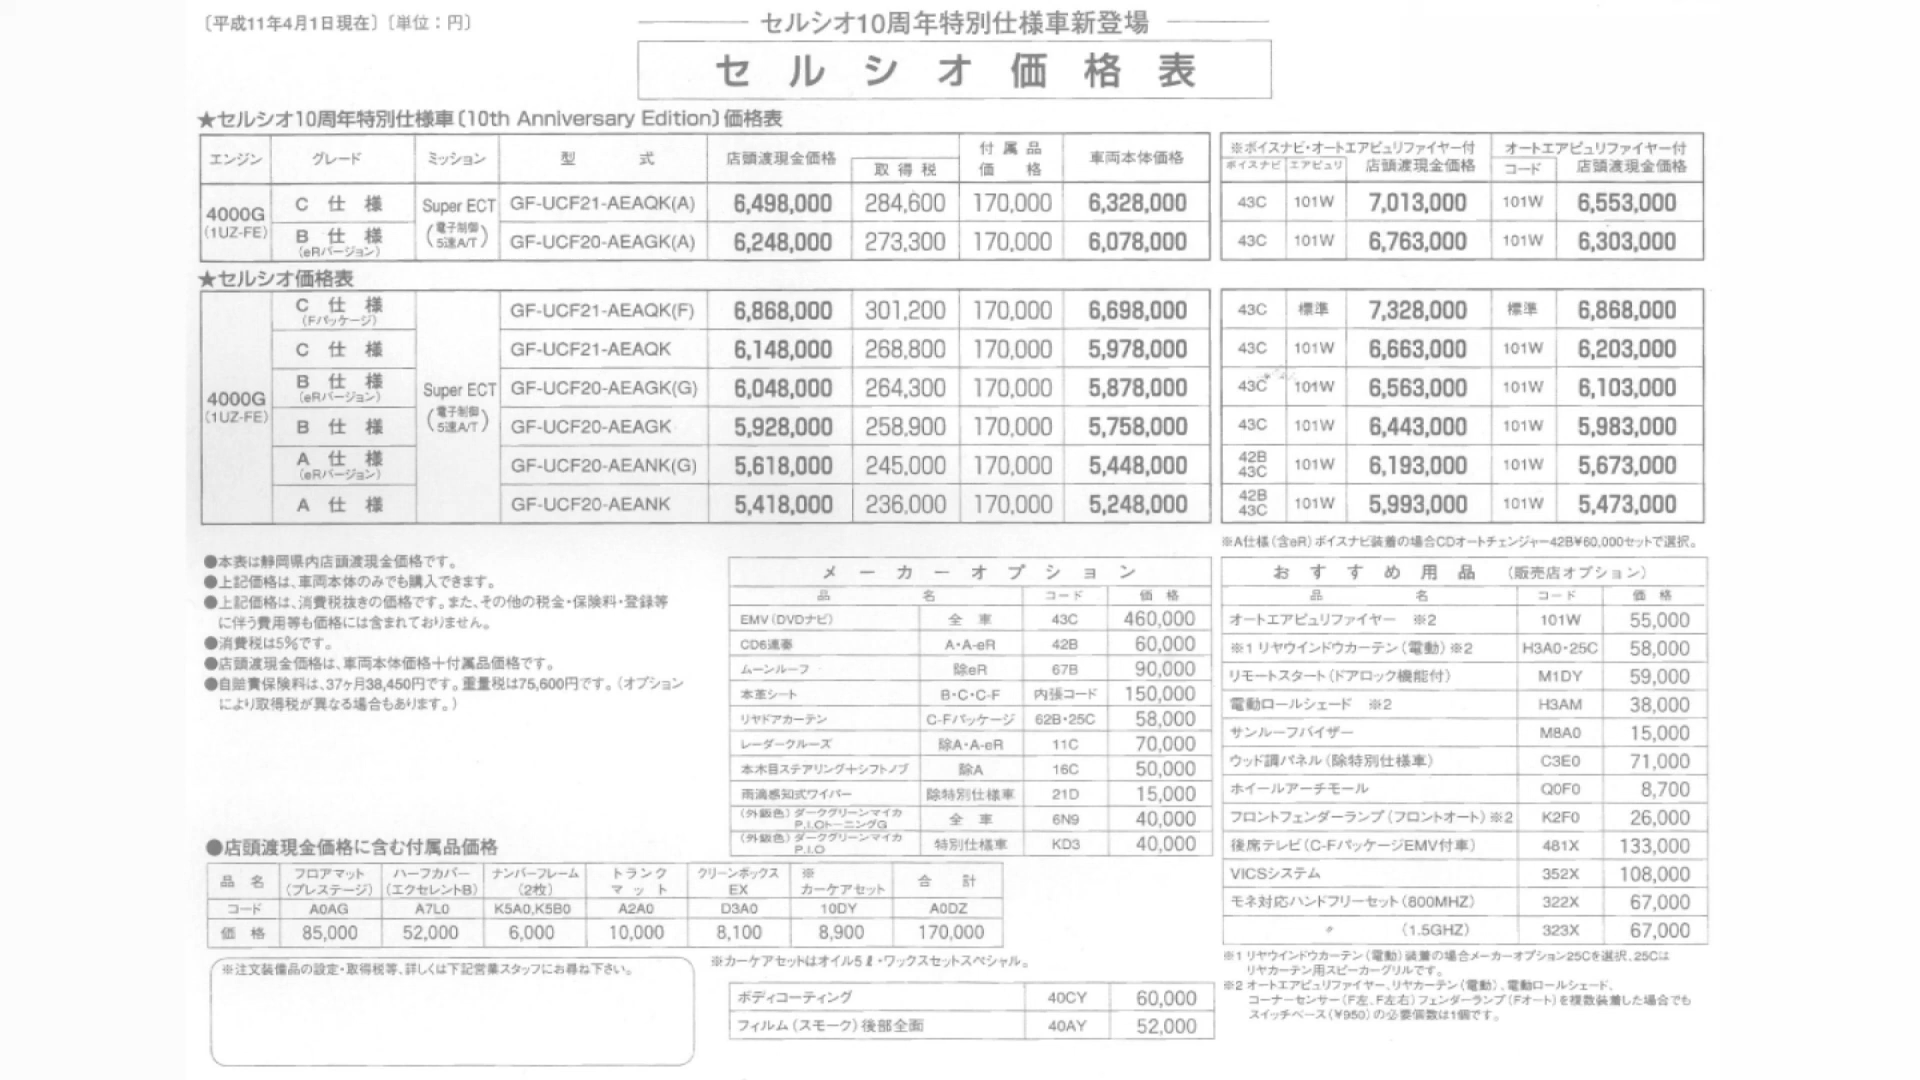 〔平成11年4月1日現在〕〔単位：円〕
セルシオ10周年特別仕様車新登場
セルシオ価格表
★セルシオ10周年特別仕様車〔10th Anniversary Edition〕価格表
エンジン グレード ミッション 型式 店頭渡現金価格 取得税 付属品価格 車両本体価格 ※ボイスナビ・オートエアピュリファイヤー付 ボイスナビ エアピュリ 店頭渡現金価格 オートエアピュリファイヤー付 コード 店頭渡現金価格
4000G (1UZ-FE) C仕様 Super ECT (電子制御5速A/T) GF-UCF21-AEAQK(A) 6,498,000 284,600 170,000 6,328,000 43C 101W 7,013,000 101W 6,553,000
B仕様 (eRバージョン) GF-UCF20-AEAGK(A) 6,248,000 273,300 170,000 6,078,000 43C 101W 6,763,000 101W 6,303,000
★セルシオ価格表
4000G (1UZ-FE) C仕様 (Fパッケージ) Super ECT (電子制御5速A/T) GF-UCF21-AEAQK(F) 6,868,000 301,200 170,000 6,698,000 43C 標準 7,328,000 標準 6,868,000
C仕様 GF-UCF21-AEAQK 6,148,000 268,800 170,000 5,978,000 43C 101W 6,663,000 101W 6,203,000
B仕様 (eRバージョン) GF-UCF20-AEAGK(G) 6,048,000 264,300 170,000 5,878,000 43C 101W 6,563,000 101W 6,103,000
B仕様 GF-UCF20-AEAGK 5,928,000 258,900 170,000 5,758,000 43C 101W 6,443,000 101W 5,983,000
A仕様 (eRバージョン) GF-UCF20-AEANK(G) 5,618,000 245,000 170,000 5,448,000 42B 43C 101W 6,193,000 101W 5,673,000
A仕様 GF-UCF20-AEANK 5,418,000 236,000 170,000 5,248,000 42B 43C 101W 5,993,000 101W 5,473,000
※A仕様(含eR)ボイスナビ装着の場合CDオートチェンジャー42B¥60,000セットで選択。
●本表は静岡県内店頭渡現金価格です。
●上記価格は、車両本体のみでも購入できます。
●上記価格は、消費税抜きの価格です。また、その他の税金・保険料・登録等
に伴う費用等も価格には含まれておりません。
●消費税は5%です。
●店頭渡現金価格は、車両本体価格＋付属品価格です。
●自賠責保険料は、37ヶ月38,450円です。重量税は75,600円です。(オプション
により取得税が異なる場合もあります。)
メーカーオプション
品名 コード 価格
EMV(DVDナビ) 全車 43C 460,000
CD6連奏 A・A-eR 42B 60,000
ムーンルーフ 除eR 67B 90,000
本革シート B・C・C-F 内張コード 150,000
リヤドアカーテン C-Fパッケージ 62B・25C 58,000
レーダークルーズ 除A・A-eR 11C 70,000
本木目ステアリング＋シフトノブ 除A 16C 50,000
雨滴感知式ワイパー 除特別仕様車 21D 15,000
(外鈑色)ダークグリーンマイカP.I.OトーニングG 全車 6N9 40,000
(外鈑色)ダークグリーンマイカP.I.O 特別仕様車 KD3 40,000
おすすめ用品 (販売店オプション)
品名 コード 価格
オートエアピュリファイヤー ※2 101W 55,000
※1リヤウインドウカーテン(電動)※2 H3A0・25C 58,000
リモートスタート(ドアロック機能付) M1DY 59,000
電動ロールシェード ※2 H3AM 38,000
サンルーフバイザー M8A0 15,000
ウッド調パネル(除特別仕様車) C3E0 71,000
ホイールアーチモール Q0F0 8,700
フロントフェンダーランプ(フロントオート)※2 K2F0 26,000
後席テレビ(C-FパッケージEMV付車) 481X 133,000
VICSシステム 352X 108,000
モネ対応ハンドフリーセット(800MHZ) 322X 67,000
〃 (1.5GHZ) 323X 67,000
※1 リヤウインドウカーテン(電動)装着の場合メーカーオプション25Cを選択、25Cは
リヤカーテン用スピーカーグリルです。
※2 オートエアピュリファイヤー、リヤカーテン(電動)、電動ロールシェード、
コーナーセンサー(F左、F左右)フェンダーランプ(Fオート)を複数装着した場合でも
スイッチベース(¥950)の必要個数は1個です。
●店頭渡現金価格に含む付属品価格
品名 フロアマット(プレステージ) ハーフカバー(エクセレントB) ナンバーフレーム(2枚) トランクマット クリーンボックスEX ※カーケアセット 合計
コード A0AG A7L0 K5A0,K5B0 A2A0 D3A0 10DY A0DZ
価格 85,000 52,000 6,000 10,000 8,100 8,900 170,000
※カーケアセットはオイル5ℓ・ワックスセットスペシャル。
※注文装備品の設定・取得税等、詳しくは下記営業スタッフにお尋ね下さい。
ボディコーティング 40CY 60,000
フィルム(スモーク)後部全面 40AY 52,000